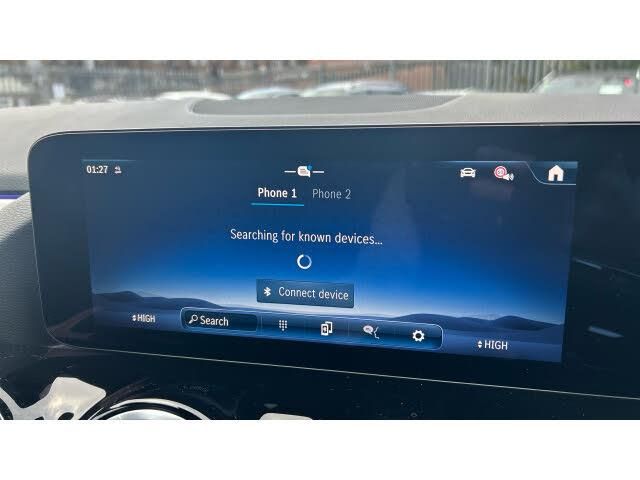 01:27
Phone 1 Phone 2
Searching for known devices...
Connect device
HIGH
Search
HIGH